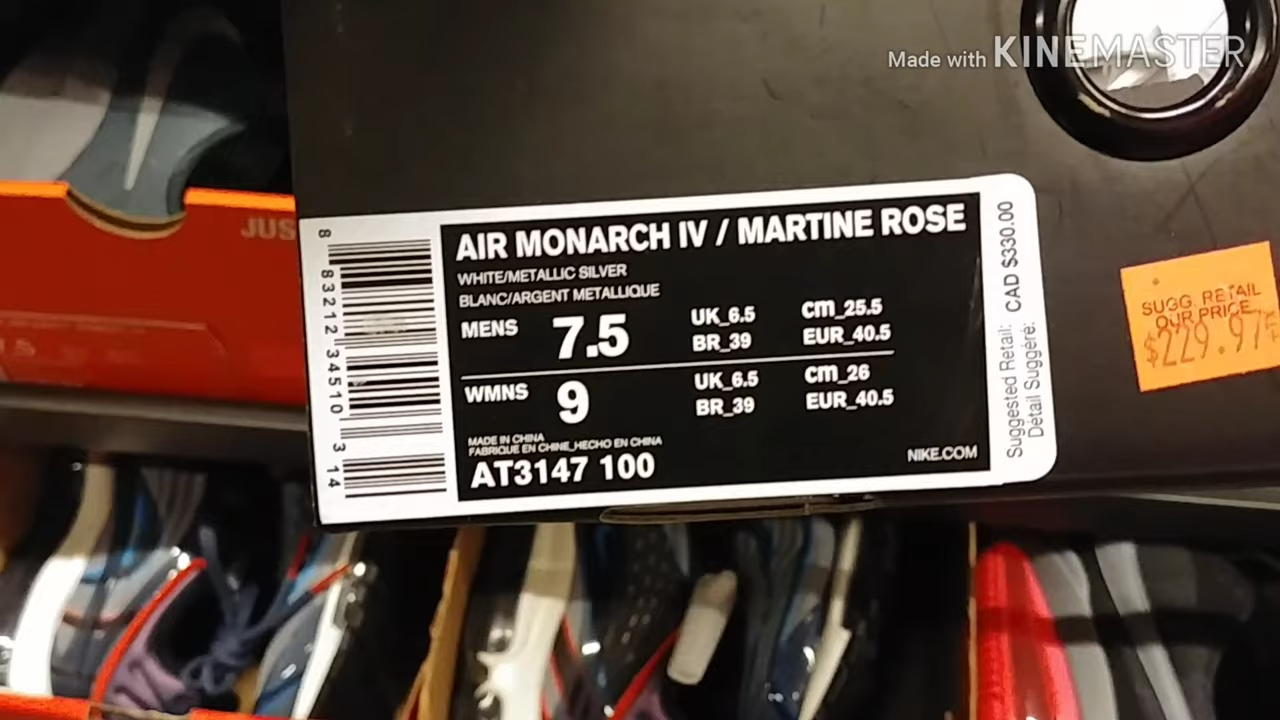 Made with KINEMASTER
JUS
AIR MONARCH IV / MARTINE ROSE
WHITE/METALLIC SILVER
BLANC/ARGENT METALLIQUE
MENS 7.5 UK_6.5 cm_25.5
BR_39 EUR_40.5
WMNS 9 UK_6.5 cm_26
BR_39 EUR_40.5
MADE IN CHINA
FABRIQUE EN CHINE_HECHO EN CHINA
AT3147 100
NIKE.COM
8 83212 34510 3 14
Suggested Retail: CAD $330.00
Détail Suggéré:
SUGG. RETAIL
OUR PRICE
$229.97